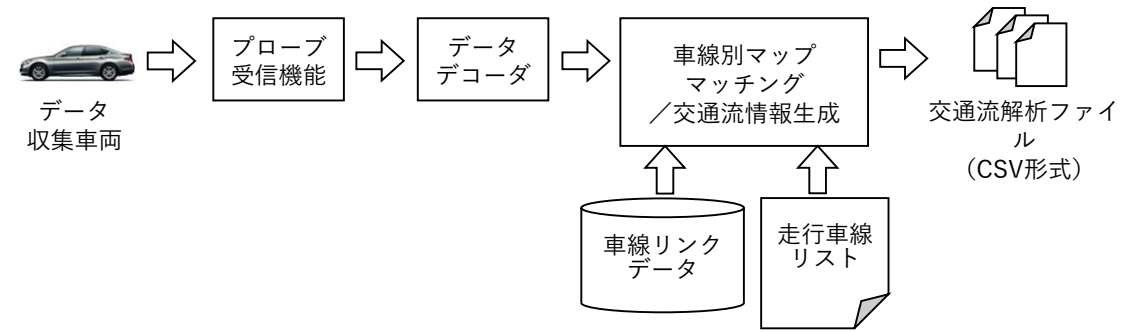 データ
収集車両
プローブ
受信機能
データ
デコーダ
車線別マップ
マッチング
／交通流情報生成
交通流解析ファイ
ル
（CSV形式）
車線リンク
データ
走行車線
リスト